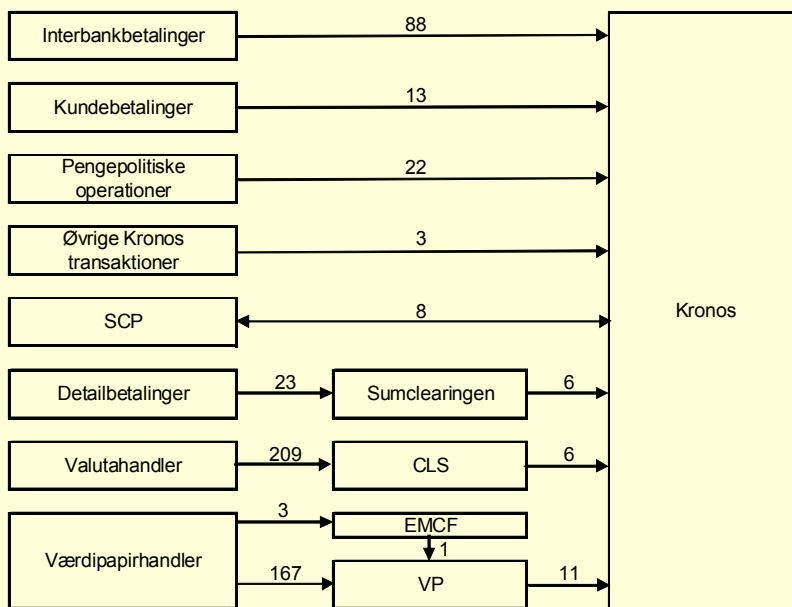 Interbankbetalinger
88
Kundebetalinger
13
Pengepolitiske
operationer
22
Øvrige Kronos
transaktioner
3
SCP
8
Kronos
Detailbetalinger
23
Sumclearingen
6
Valutahandler
209
CLS
6
Værdipapirhandler
3
EMCF
1
167
VP
11